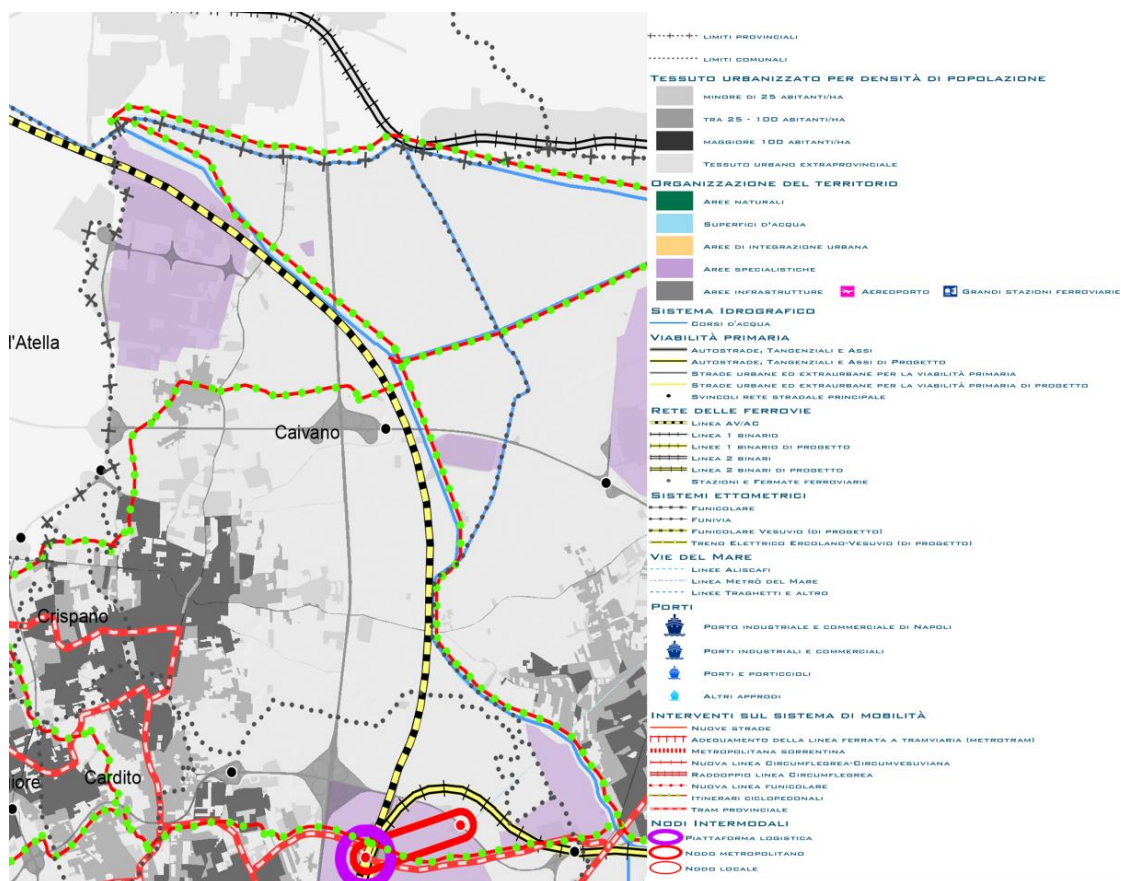 l'Atella
Caivano
Crispano
Cardito
iore
Limiti provinciali
Limiti comunali
Tessuto urbanizzato per densità di popolazione
minore di 25 abitanti/ha
tra 25 - 100 abitanti/ha
maggiore 100 abitanti/ha
Tessuto urbano extraprovinciale
Organizzazione del territorio
Aree naturali
Superfici d'acqua
Aree di integrazione urbana
Aree specialistiche
Aree infrastrutture Aereoporto Grandi stazioni ferroviarie
Sistema Idrografico
Corsi d'acqua
Viabilità primaria
Autostrade, Tangenziali e Assi
Autostrade, Tangenziali e Assi di Progetto
Strade urbane ed extraurbane per la viabilità primaria
Strade urbane ed extraurbane per la viabilità primaria di progetto
Svincoli rete stradale principale
Rete delle ferrovie
Linea AV/AC
Linea 1 binario
Linee 1 binario di progetto
Linea 2 binari
Linea 2 binari di progetto
Stazioni e Fermate ferroviarie
Sistemi ettometrici
Funicolare
Funivia
Funicolare Vesuvio (di progetto)
Treno Elettrico Ercolano-Vesuvio (di progetto)
Vie del Mare
Linee Aliscafi
Linea Metrò del Mare
Linee Traghetti e altro
Porti
Porto industriale e commerciale di Napoli
Porti industriali e commerciali
Porti e porticcioli
Altri approdi
Interventi sul sistema di mobilità
Nuove strade
Adeguamento della linea ferrata a tramviaria (metrotram)
Metropolitana sorrentina
Nuova linea Circumflegrea-Circumvesuviana
Raddoppio linea Circumflegrea
Nuova linea funicolare
Itinerari ciclopedonali
Tram provinciale
Nodi Intermodali
Piattaforma logistica
Nodo metropolitano
Nodo locale